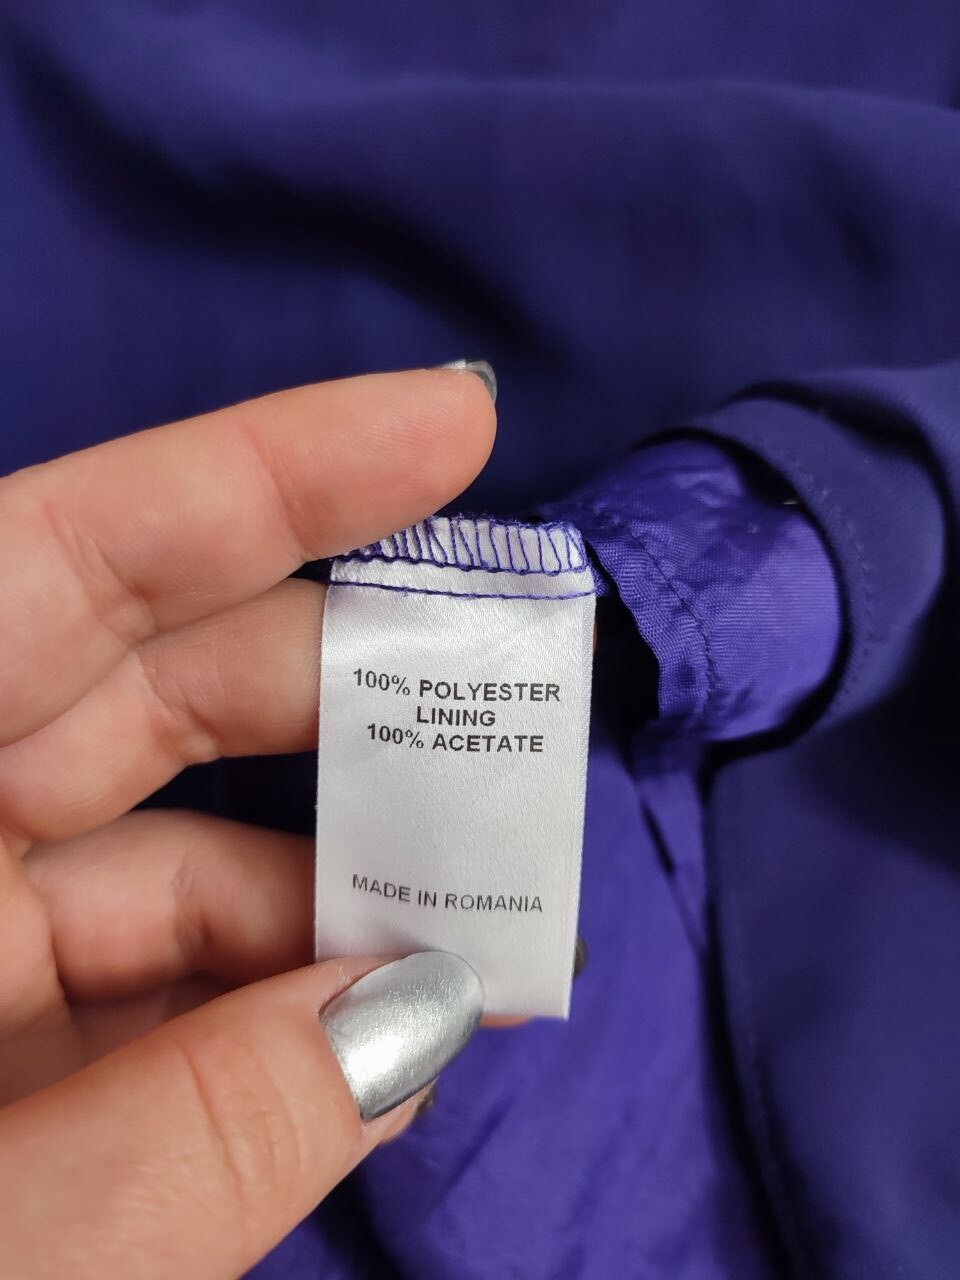 100% POLYESTER
LINING
100% ACETATE
MADE IN ROMANIA